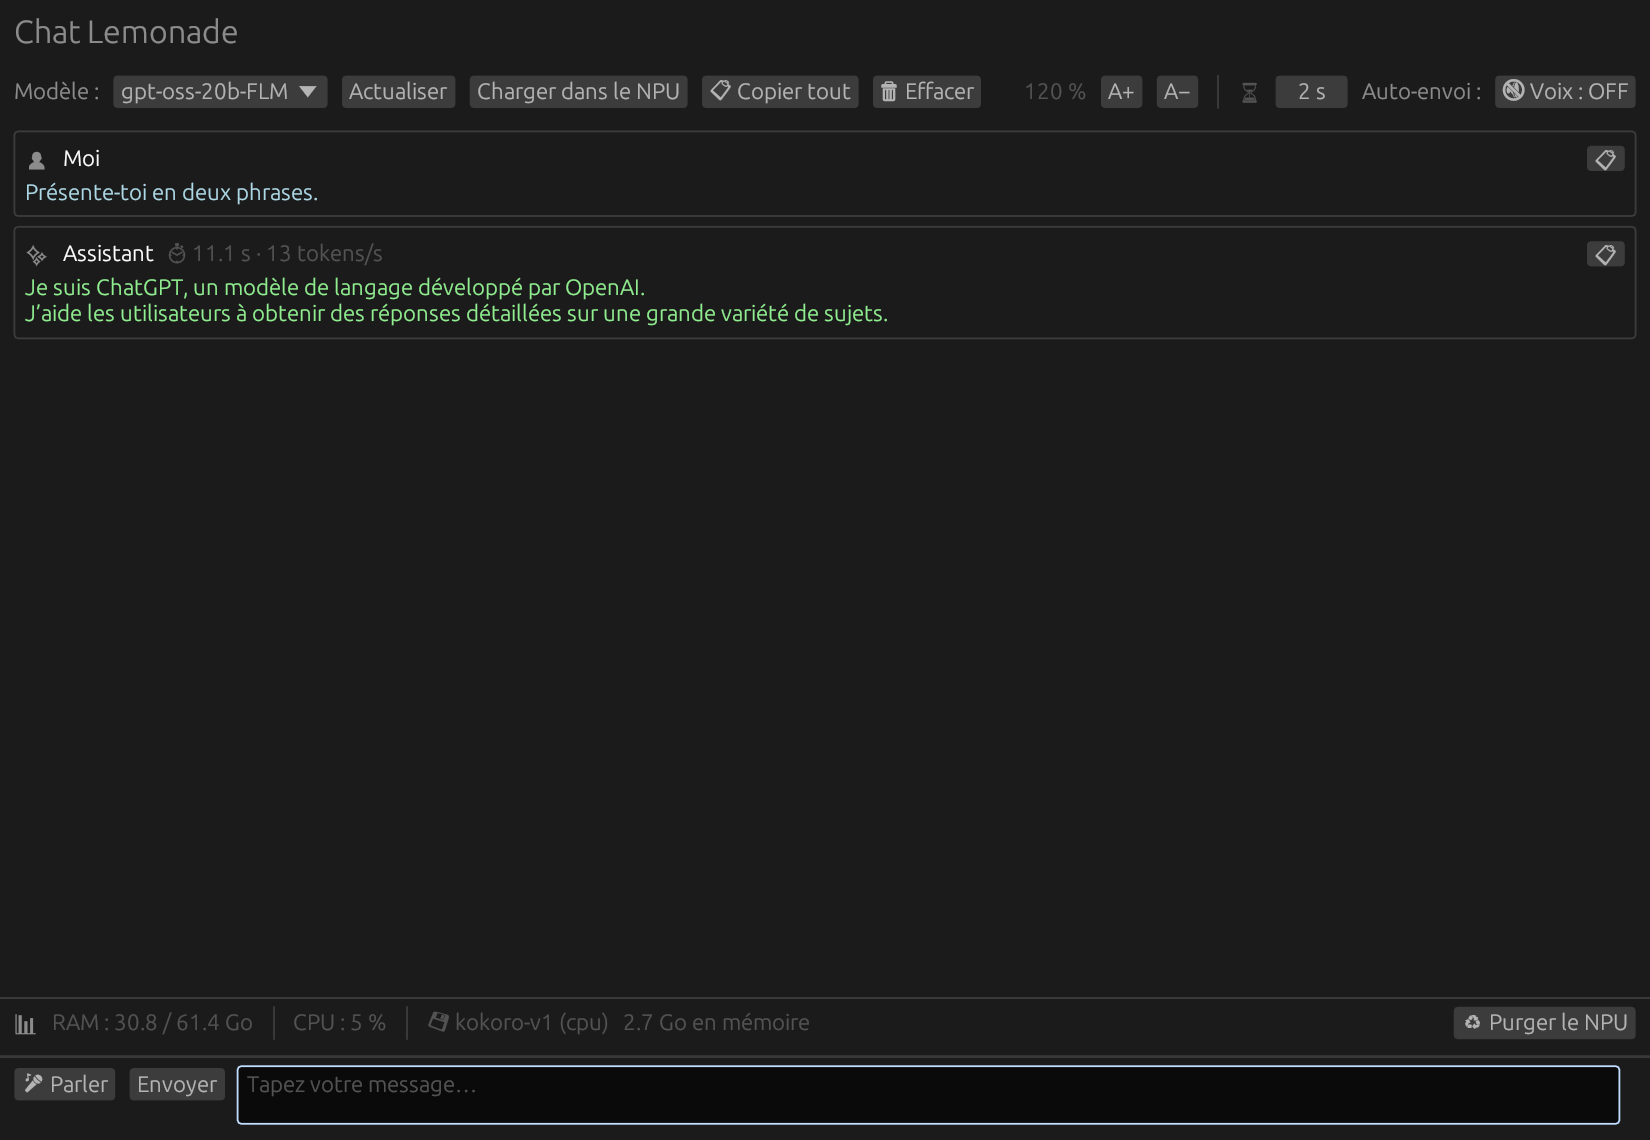 Chat Lemonade
Modèle : gpt-oss-20b-FLM Actualiser Charger dans le NPU Copier tout Effacer 120 % A+ A− 2 s Auto-envoi : Voix : OFF
Moi
Présente-toi en deux phrases.
Assistant 11.1 s · 13 tokens/s
Je suis ChatGPT, un modèle de langage développé par OpenAI.
J’aide les utilisateurs à obtenir des réponses détaillées sur une grande variété de sujets.
RAM : 30.8 / 61.4 Go CPU : 5 % kokoro-v1 (cpu) 2.7 Go en mémoire Purger le NPU
Parler Envoyer Tapez votre message…